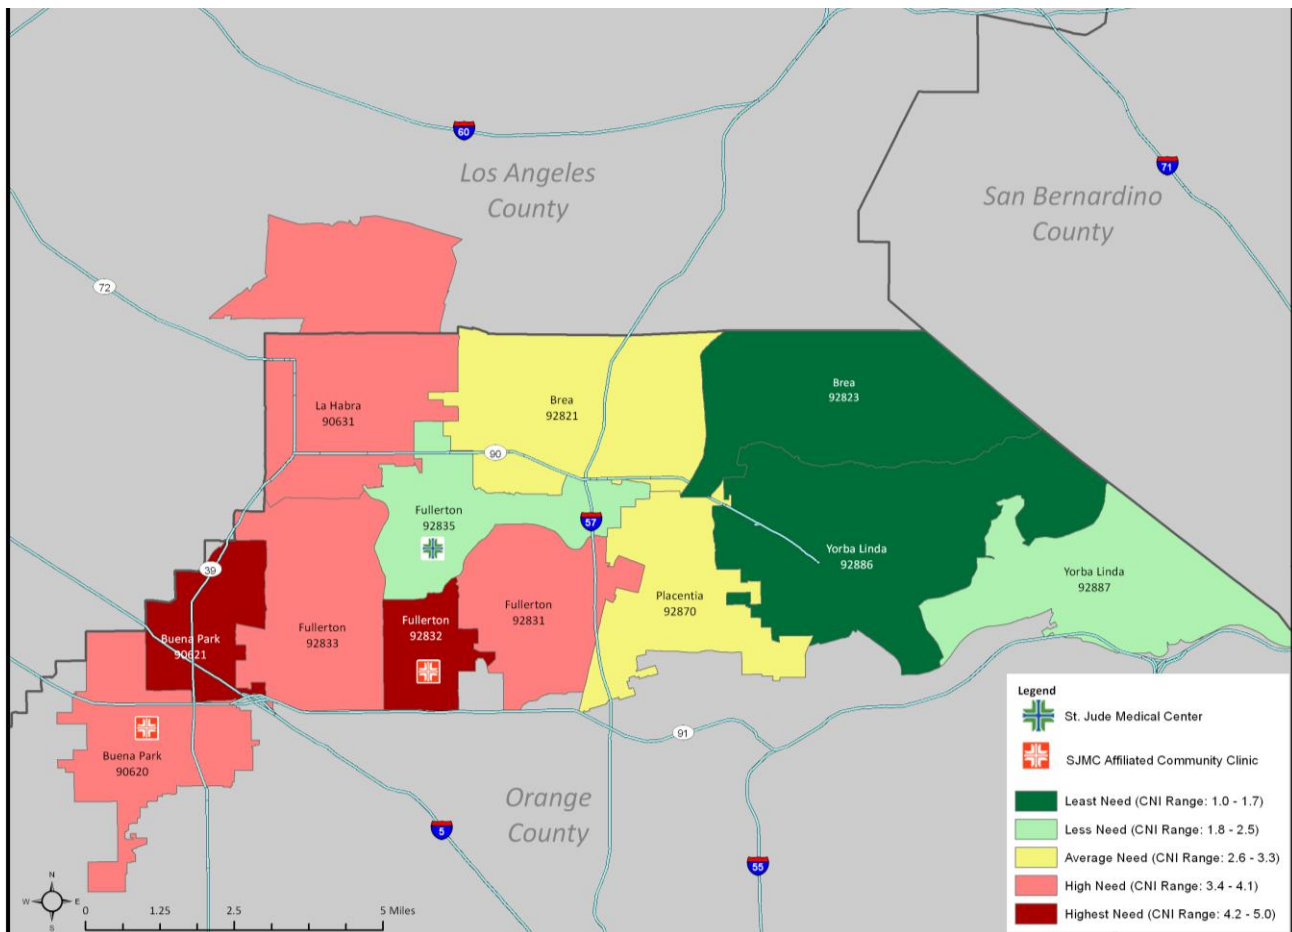 60
Los Angeles
County
71
San Bernardino
County
72
Brea
92823
La Habra
90631
Brea
92821
90
Fullerton
92835
57
Yorba Linda
92886
Yorba Linda
92887
39
Placentia
92870
Fullerton
92831
Fullerton
92832
Fullerton
92833
Buena Park
90621
Buena Park
90620
91
Orange
County
5
55
Legend
St. Jude Medical Center
SJMC Affiliated Community Clinic
Least Need (CNI Range: 1.0 - 1.7)
Less Need (CNI Range: 1.8 - 2.5)
Average Need (CNI Range: 2.6 - 3.3)
High Need (CNI Range: 3.4 - 4.1)
Highest Need (CNI Range: 4.2 - 5.0)
N
W E
S
0 1.25 2.5 5 Miles